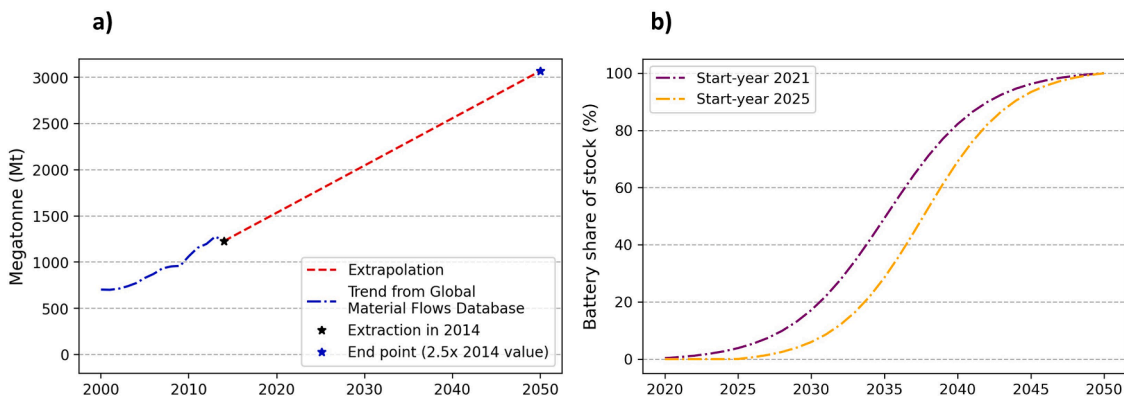 a)
Megatonne (Mt)
3000
2500
2000
1500
1000
500
0
2000
2010
2020
2030
2040
2050
Extrapolation
Trend from Global
Material Flows Database
Extraction in 2014
End point (2.5x 2014 value)
b)
Battery share of stock (%)
100
80
60
40
20
0
2020
2025
2030
2035
2040
2045
2050
Start-year 2021
Start-year 2025